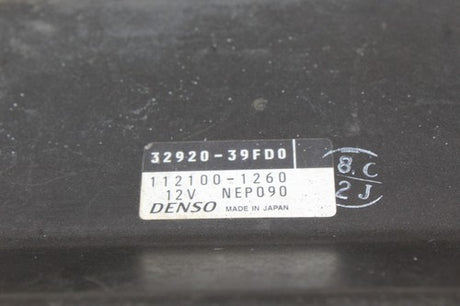 32920-39FD0
112100-1260
12V NEP090
DENSO MADE IN JAPAN
8.C
2J